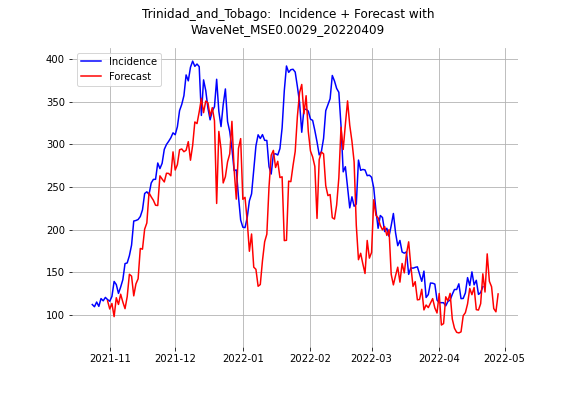 Trinidad_and_Tobago:  Incidence + Forecast with
WaveNet_MSE0.0029_20220409
Incidence
Forecast
400
350
300
250
200
150
100
2021-11 2021-12 2022-01 2022-02 2022-03 2022-04 2022-05